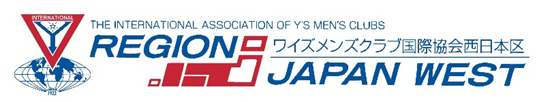 INTERNATIONAL
Y
THE INTERNATIONAL ASSOCIATION OF Y'S MEN'S CLUBS
REGION
ワイズメンズクラブ国際協会西日本区
JAPAN WEST